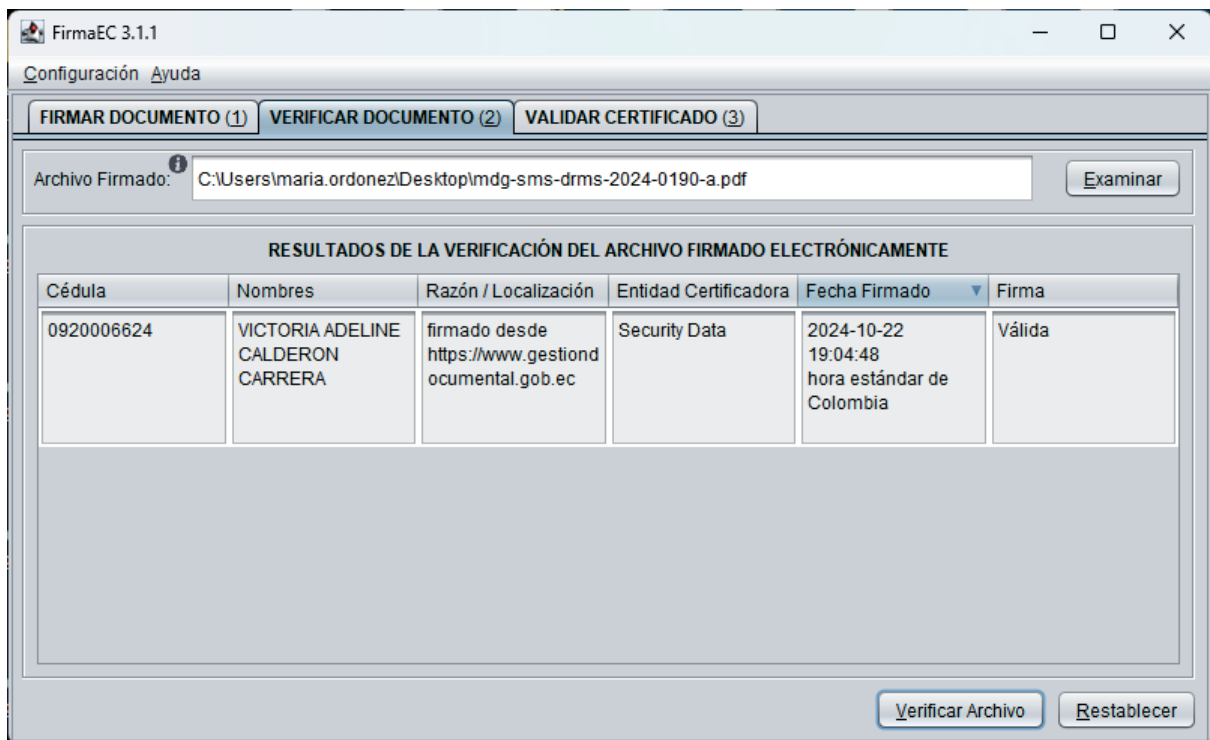 FirmaEC 3.1.1
Configuración Ayuda
FIRMAR DOCUMENTO (1) VERIFICAR DOCUMENTO (2) VALIDAR CERTIFICADO (3)
Archivo Firmado: C:\Users\maria.ordonez\Desktop\mdg-sms-drms-2024-0190-a.pdf Examinar
RESULTADOS DE LA VERIFICACIÓN DEL ARCHIVO FIRMADO ELECTRÓNICAMENTE
Cédula Nombres Razón / Localización Entidad Certificadora Fecha Firmado Firma
0920006624 VICTORIA ADELINE firmado desde Security Data 2024-10-22 Válida
CALDERON https://www.gestiond 19:04:48
CARRERA ocumental.gob.ec hora estándar de
Colombia
Verificar Archivo Restablecer